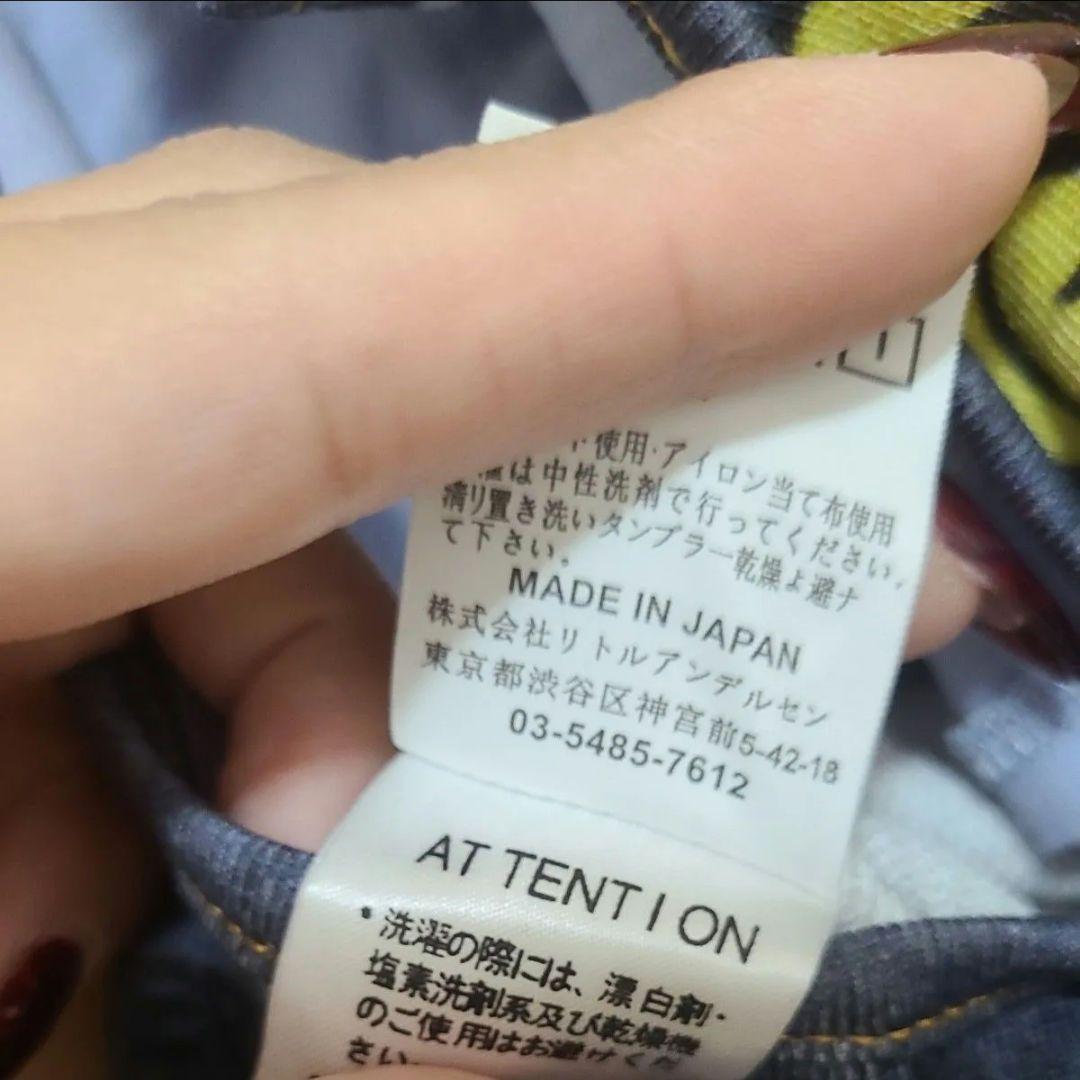 使用·アイロン当て布使用
は中性洗剤で行ってください。
濆り置き洗いタンブラー乾燥よ避ナ
て下さい。
MADE IN JAPAN
株式会社リトルアンデルセン
東京都渋谷区神宮前5-42-18
03-5485-7612
ATTENTION
・洗濯の際には、漂白剤·
塩素洗剤系及び乾燥機
のご使用はお避けくだ
さい